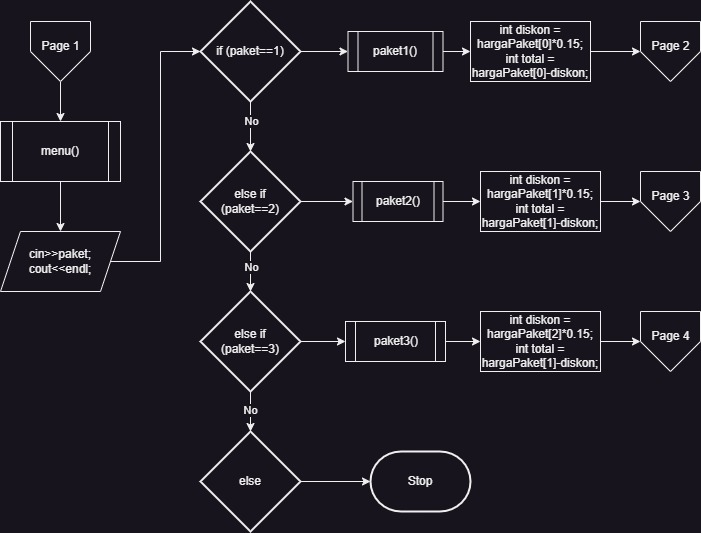 Page 1
menu()
cin>>paket;
cout<<endl;
if (paket==1)
paket1()
int diskon =
hargaPaket[0]*0.15;
int total =
hargaPaket[0]-diskon;
Page 2
No
else if
(paket==2)
paket2()
int diskon =
hargaPaket[1]*0.15;
int total =
hargaPaket[1]-diskon;
Page 3
No
else if
(paket==3)
paket3()
int diskon =
hargaPaket[2]*0.15;
int total =
hargaPaket[1]-diskon;
Page 4
No
else
Stop